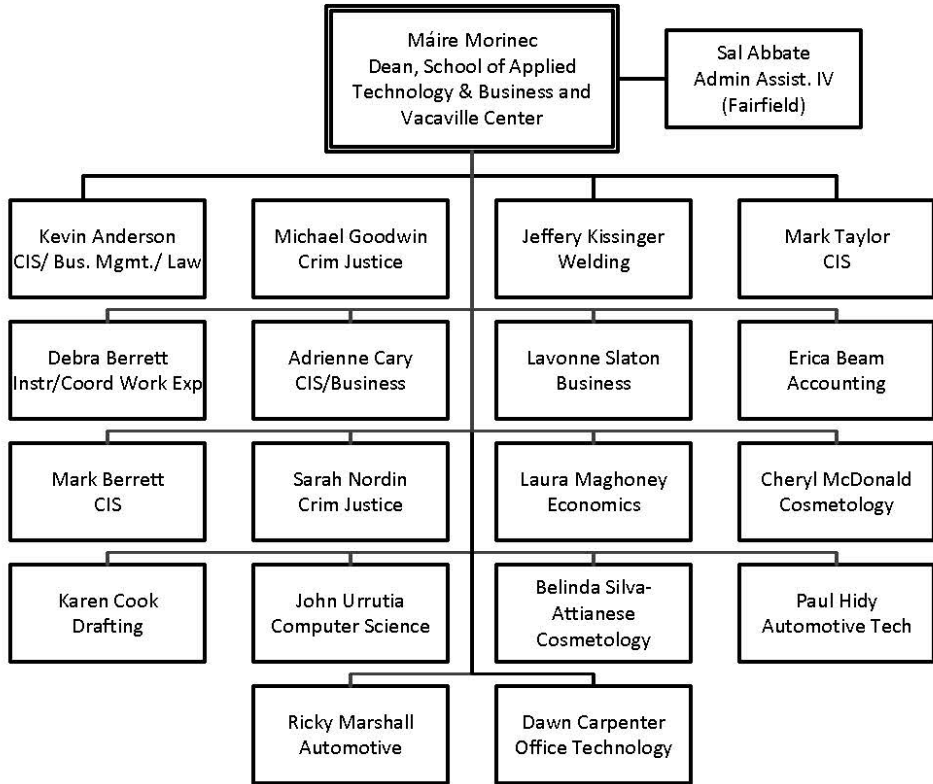 Máire Morinec
Dean, School of Applied
Technology & Business and
Vacaville Center
Sal Abbate
Admin Assist. IV
(Fairfield)
Kevin Anderson
CIS/ Bus. Mgmt./ Law
Michael Goodwin
Crim Justice
Jeffery Kissinger
Welding
Mark Taylor
CIS
Debra Berrett
Instr/Coord Work Exp
Adrienne Cary
CIS/Business
Lavonne Slaton
Business
Erica Beam
Accounting
Mark Berrett
CIS
Sarah Nordin
Crim Justice
Laura Maghoney
Economics
Cheryl McDonald
Cosmetology
Karen Cook
Drafting
John Urrutia
Computer Science
Belinda Silva-
Attianese
Cosmetology
Paul Hidy
Automotive Tech
Ricky Marshall
Automotive
Dawn Carpenter
Office Technology